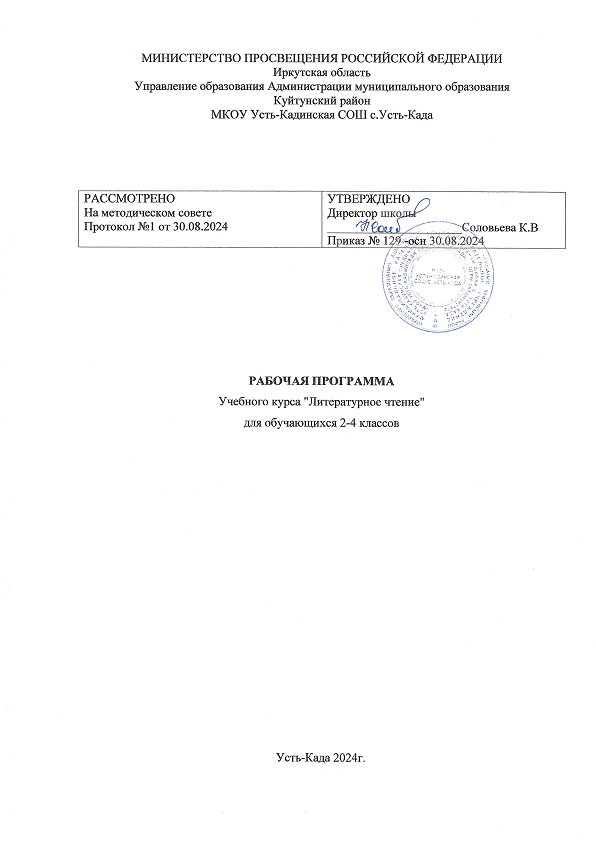 МИНИСТЕРСТВО ПРОСВЕЩЕНИЯ РОССИЙСКОЙ ФЕДЕРАЦИИ
Иркутская область
Управление образования Администрации муниципального образования
Куйтунский район
МКОУ Усть-Кадинская СОШ с.Усть-Када
РАССМОТРЕНО
На методическом совете
Протокол №1 от 30.08.2024
УТВЕРЖДЕНО
Директор школы
Соловьева К.В
Приказ № 129 -осн 30.08.2024
РАБОЧАЯ ПРОГРАММА
Учебного курса "Литературное чтение"
для обучающихся 2-4 классов
Усть-Када 2024г.